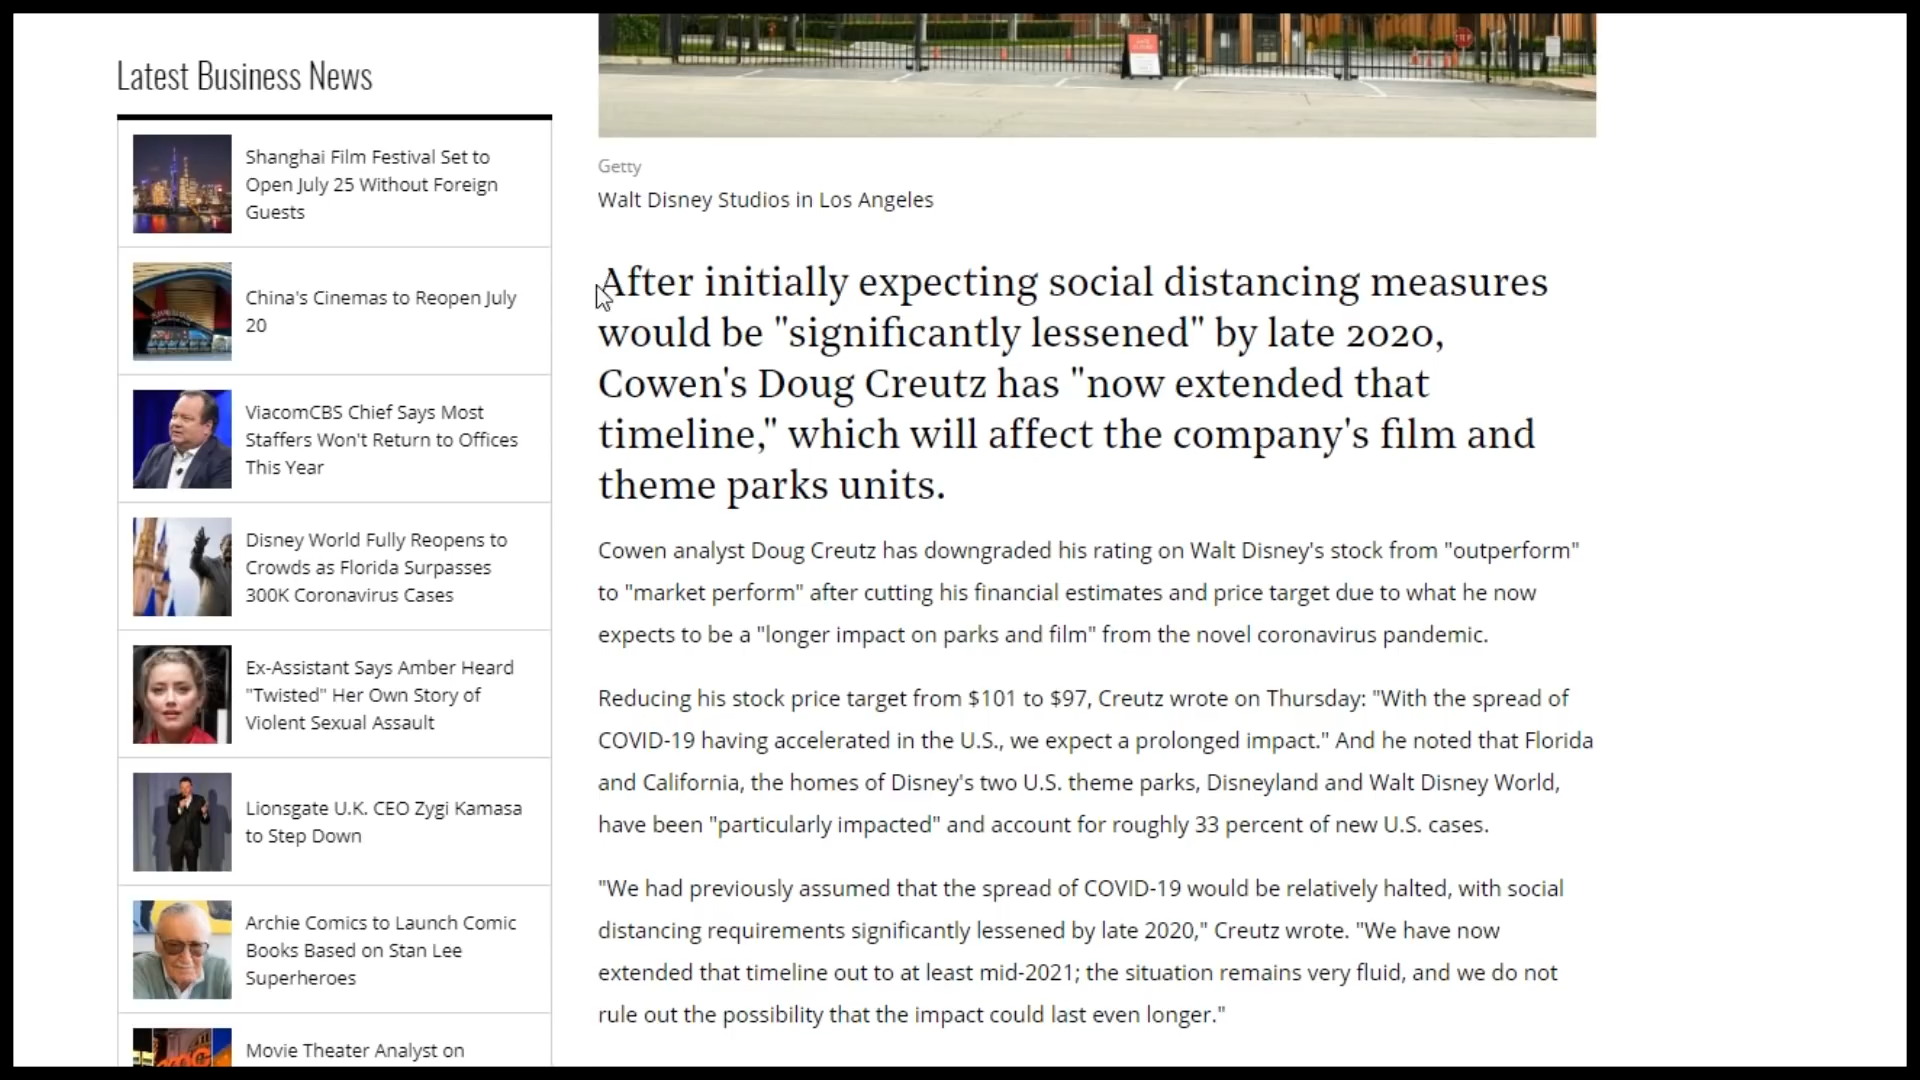 Latest Business News
Shanghai Film Festival Set to
Open July 25 Without Foreign
Guests
China's Cinemas to Reopen July
20
ViacomCBS Chief Says Most
Staffers Won't Return to Offices
This Year
Disney World Fully Reopens to
Crowds as Florida Surpasses
300K Coronavirus Cases
Ex-Assistant Says Amber Heard
"Twisted" Her Own Story of
Violent Sexual Assault
Lionsgate U.K. CEO Zygi Kamasa
to Step Down
Archie Comics to Launch Comic
Books Based on Stan Lee
Superheroes
Movie Theater Analyst on
Getty
Walt Disney Studios in Los Angeles
After initially expecting social distancing measures
would be "significantly lessened" by late 2020,
Cowen's Doug Creutz has "now extended that
timeline," which will affect the company's film and
theme parks units.
Cowen analyst Doug Creutz has downgraded his rating on Walt Disney's stock from "outperform"
to "market perform" after cutting his financial estimates and price target due to what he now
expects to be a "longer impact on parks and film" from the novel coronavirus pandemic.
Reducing his stock price target from $101 to $97, Creutz wrote on Thursday: "With the spread of
COVID-19 having accelerated in the U.S., we expect a prolonged impact." And he noted that Florida
and California, the homes of Disney's two U.S. theme parks, Disneyland and Walt Disney World,
have been "particularly impacted" and account for roughly 33 percent of new U.S. cases.
"We had previously assumed that the spread of COVID-19 would be relatively halted, with social
distancing requirements significantly lessened by late 2020," Creutz wrote. "We have now
extended that timeline out to at least mid-2021; the situation remains very fluid, and we do not
rule out the possibility that the impact could last even longer."